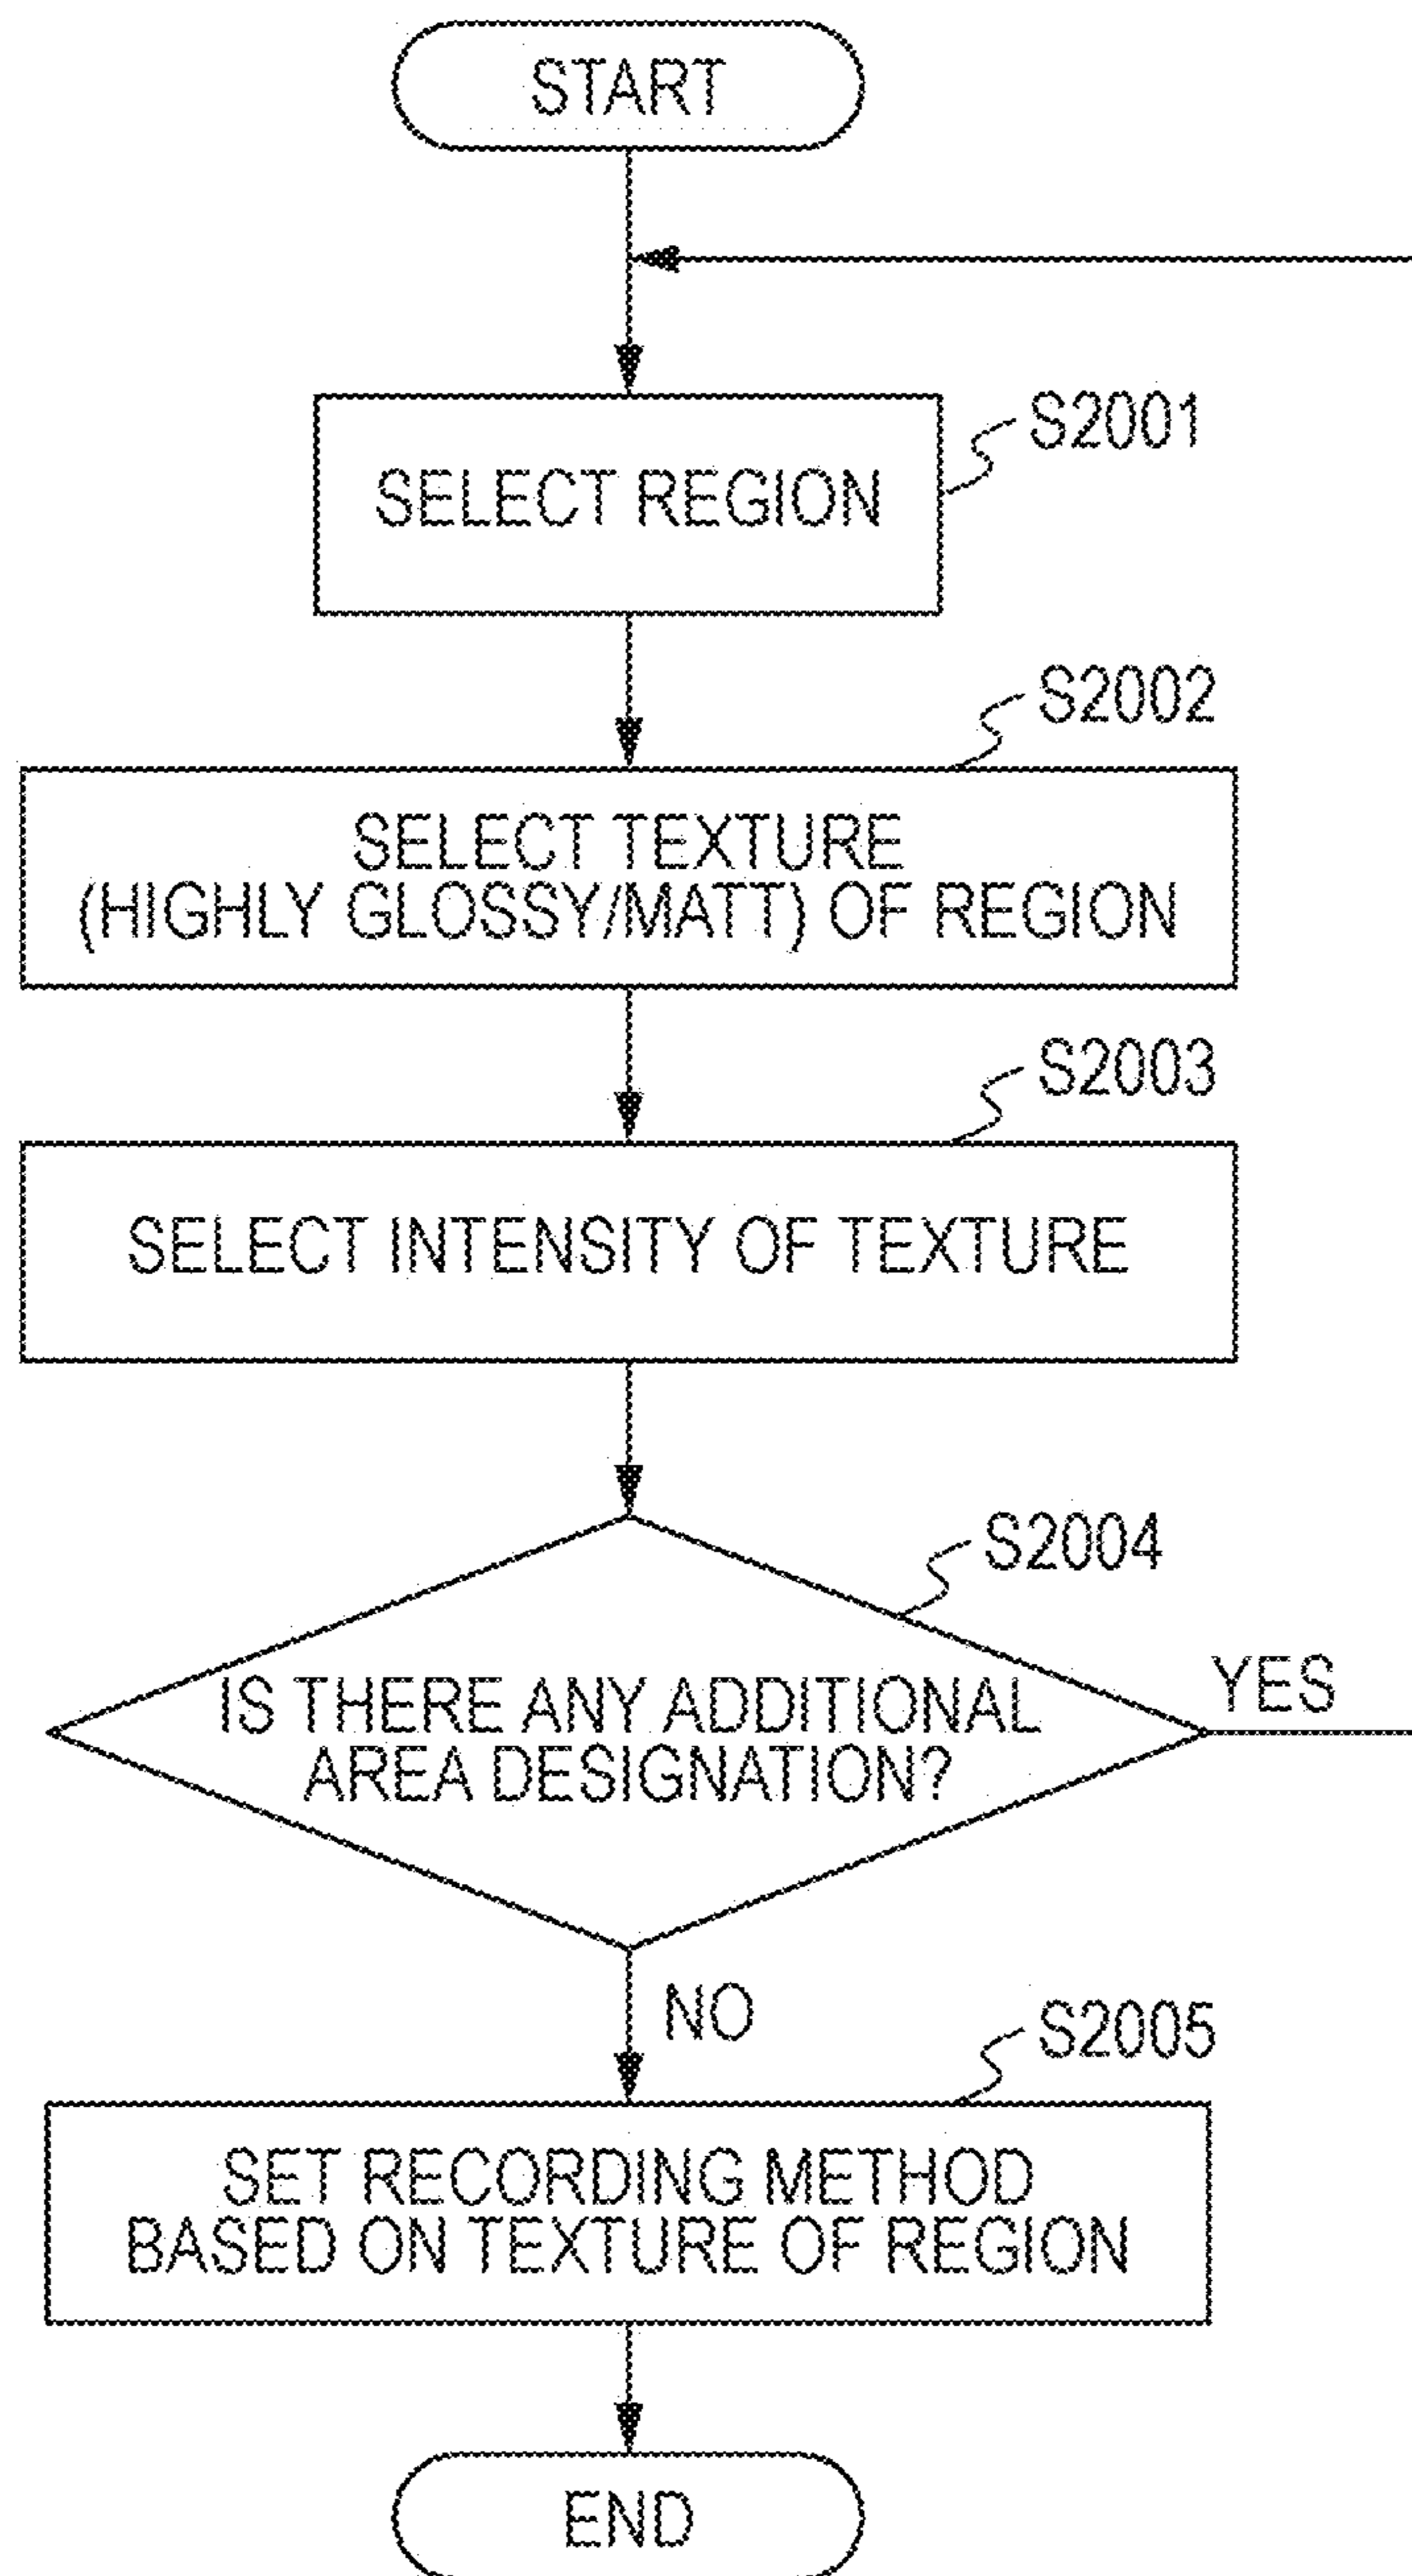 START
SELECT REGION
S2001
S2002
SELECT TEXTURE
(HIGHLY GLOSSY/MATT) OF REGION
S2003
SELECT INTENSITY OF TEXTURE
S2004
IS THERE ANY ADDITIONAL
AREA DESIGNATION?
YES
NO
S2005
SET RECORDING METHOD
BASED ON TEXTURE OF REGION
END